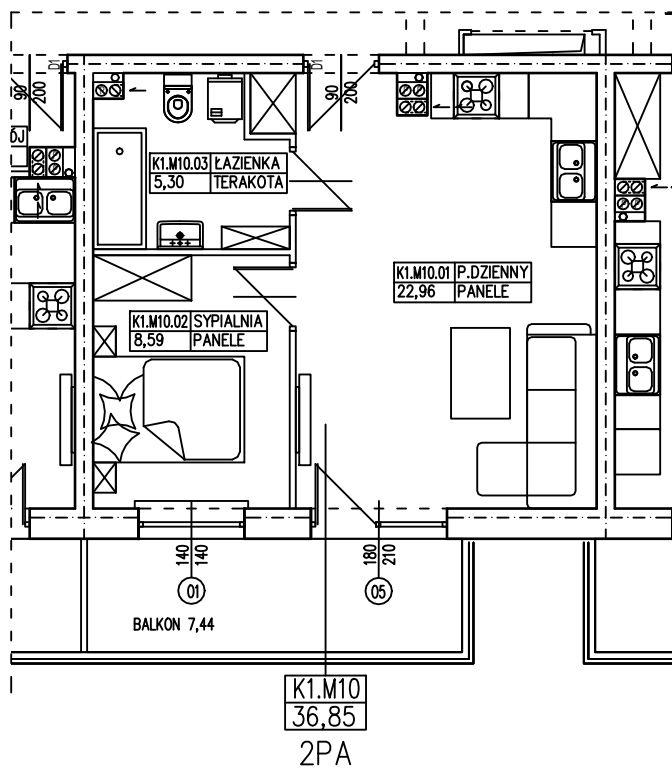 D1
90
200
D1
90
200
ÓJ
K1.M10.03 ŁAZIENKA
5,30 TERAKOTA
K1.M10.01 P.DZIENNY
22,96 PANELE
K1.M10.02 SYPIALNIA
8,59 PANELE
140
140
180
210
01
05
BALKON 7,44
K1.M10
36,85
2PA